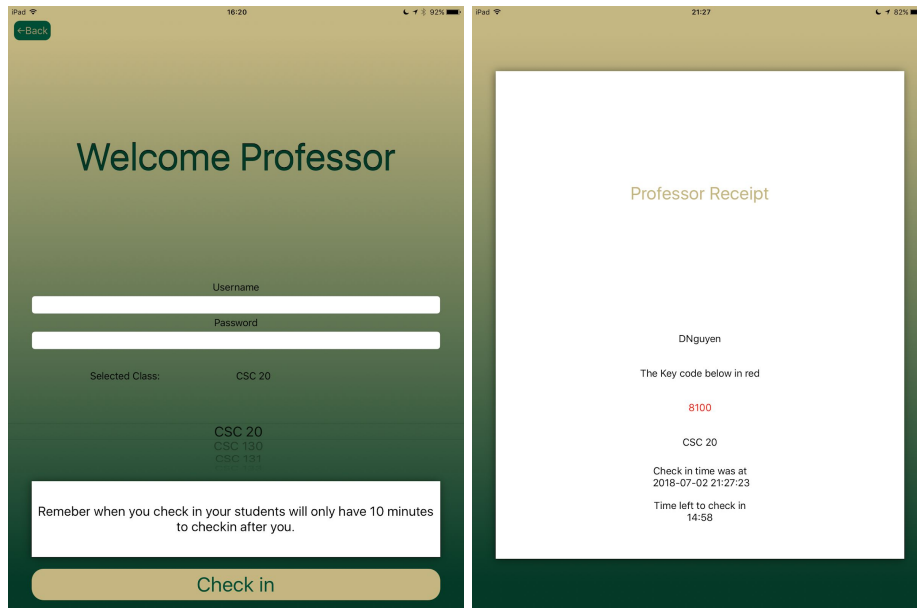 iPad 16:20 92%
←Back
Welcome Professor
Username
Password
Selected Class: CSC 20
CSC 20
CSC 130
CSC 131
Remeber when you check in your students will only have 10 minutes
to checkin after you.
Check in
iPad 21:27 82%
Professor Receipt
DNguyen
The Key code below in red
8100
CSC 20
Check in time was at
2018-07-02 21:27:23
Time left to check in
14:58